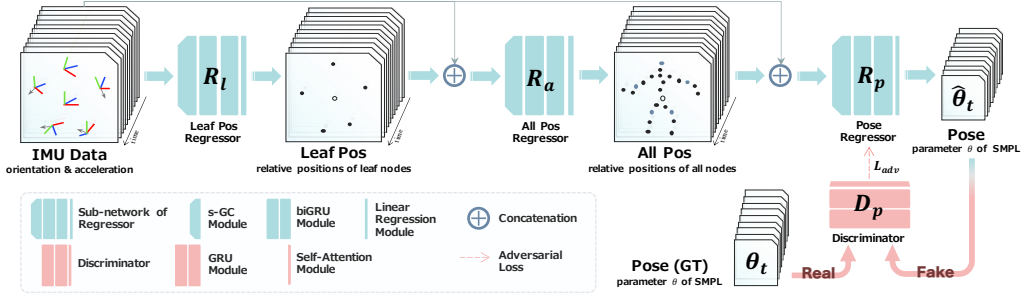 R_l
R_a
R_p
θ̂_t
time
time
time
Leaf Pos
Regressor
All Pos
Regressor
Pose
Regressor
IMU Data
orientation & acceleration
Leaf Pos
relative positions of leaf nodes
All Pos
relative positions of all nodes
Pose
parameter θ of SMPL
L_adv
D_p
Discriminator
Sub-network of
Regressor
s-GC
Module
biGRU
Module
Linear
Regression
Module
Concatenation
Discriminator
GRU
Module
Self-Attention
Module
Adversarial
Loss
Pose (GT)
parameter θ of SMPL
θ_t
Real
Fake